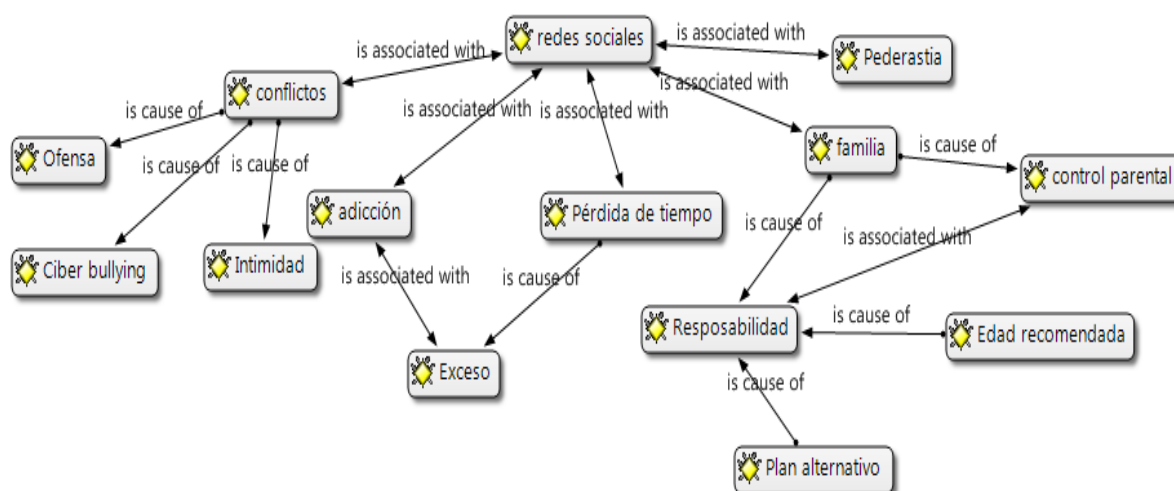 redes sociales
is associated with
is associated with
Pederastia
is associated with
conflictos
is associated with
is associated with
is cause of
Ofensa
is cause of
is cause of
familia
is cause of
control parental
adicción
Pérdida de tiempo
is cause of
is associated with
Ciber bullying
Intimidad
is associated with
is cause of
Resposabilidad
is cause of
Edad recomendada
Exceso
is cause of
Plan alternativo